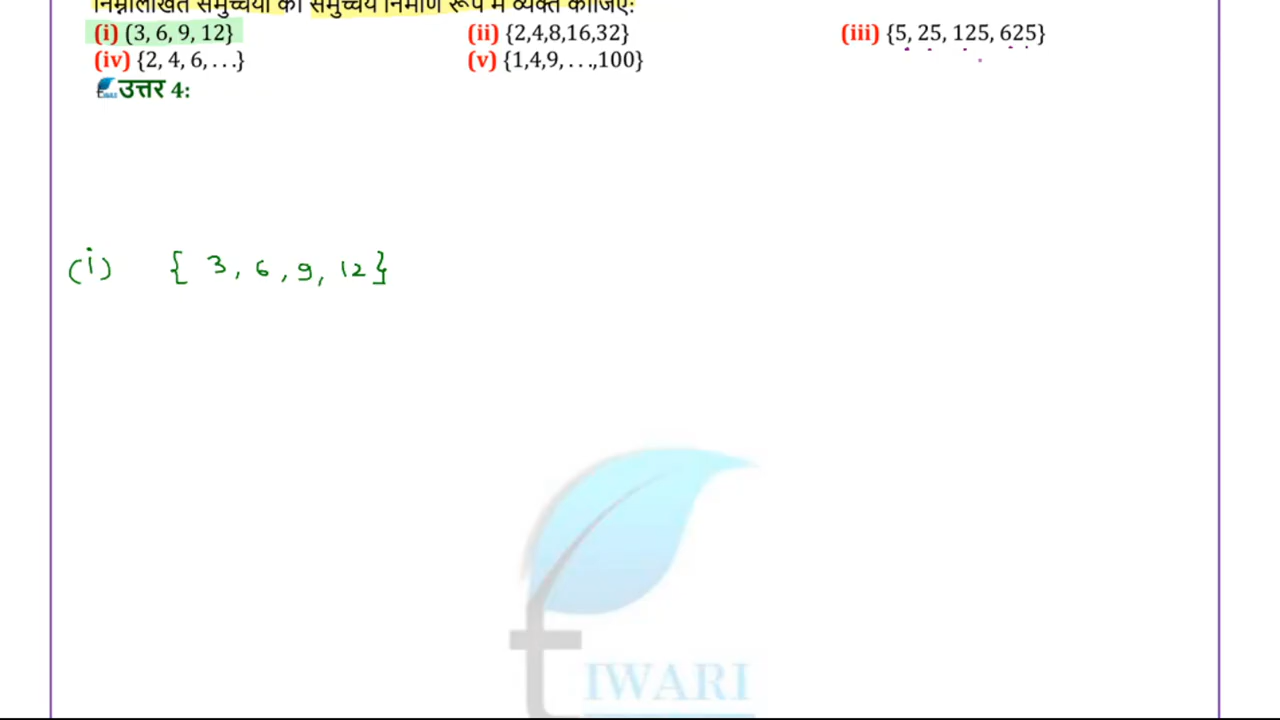 निम्नलिखित समुच्चयों को समुच्चय निर्माण रूप में व्यक्त कीजिए:
(i) {3, 6, 9, 12} (ii) {2,4,8,16,32} (iii) {5, 25, 125, 625}
(iv) {2, 4, 6, . . .} (v) {1,4,9, . . .,100}
उत्तर 4:
(i) { 3, 6, 9, 12}
IWARI